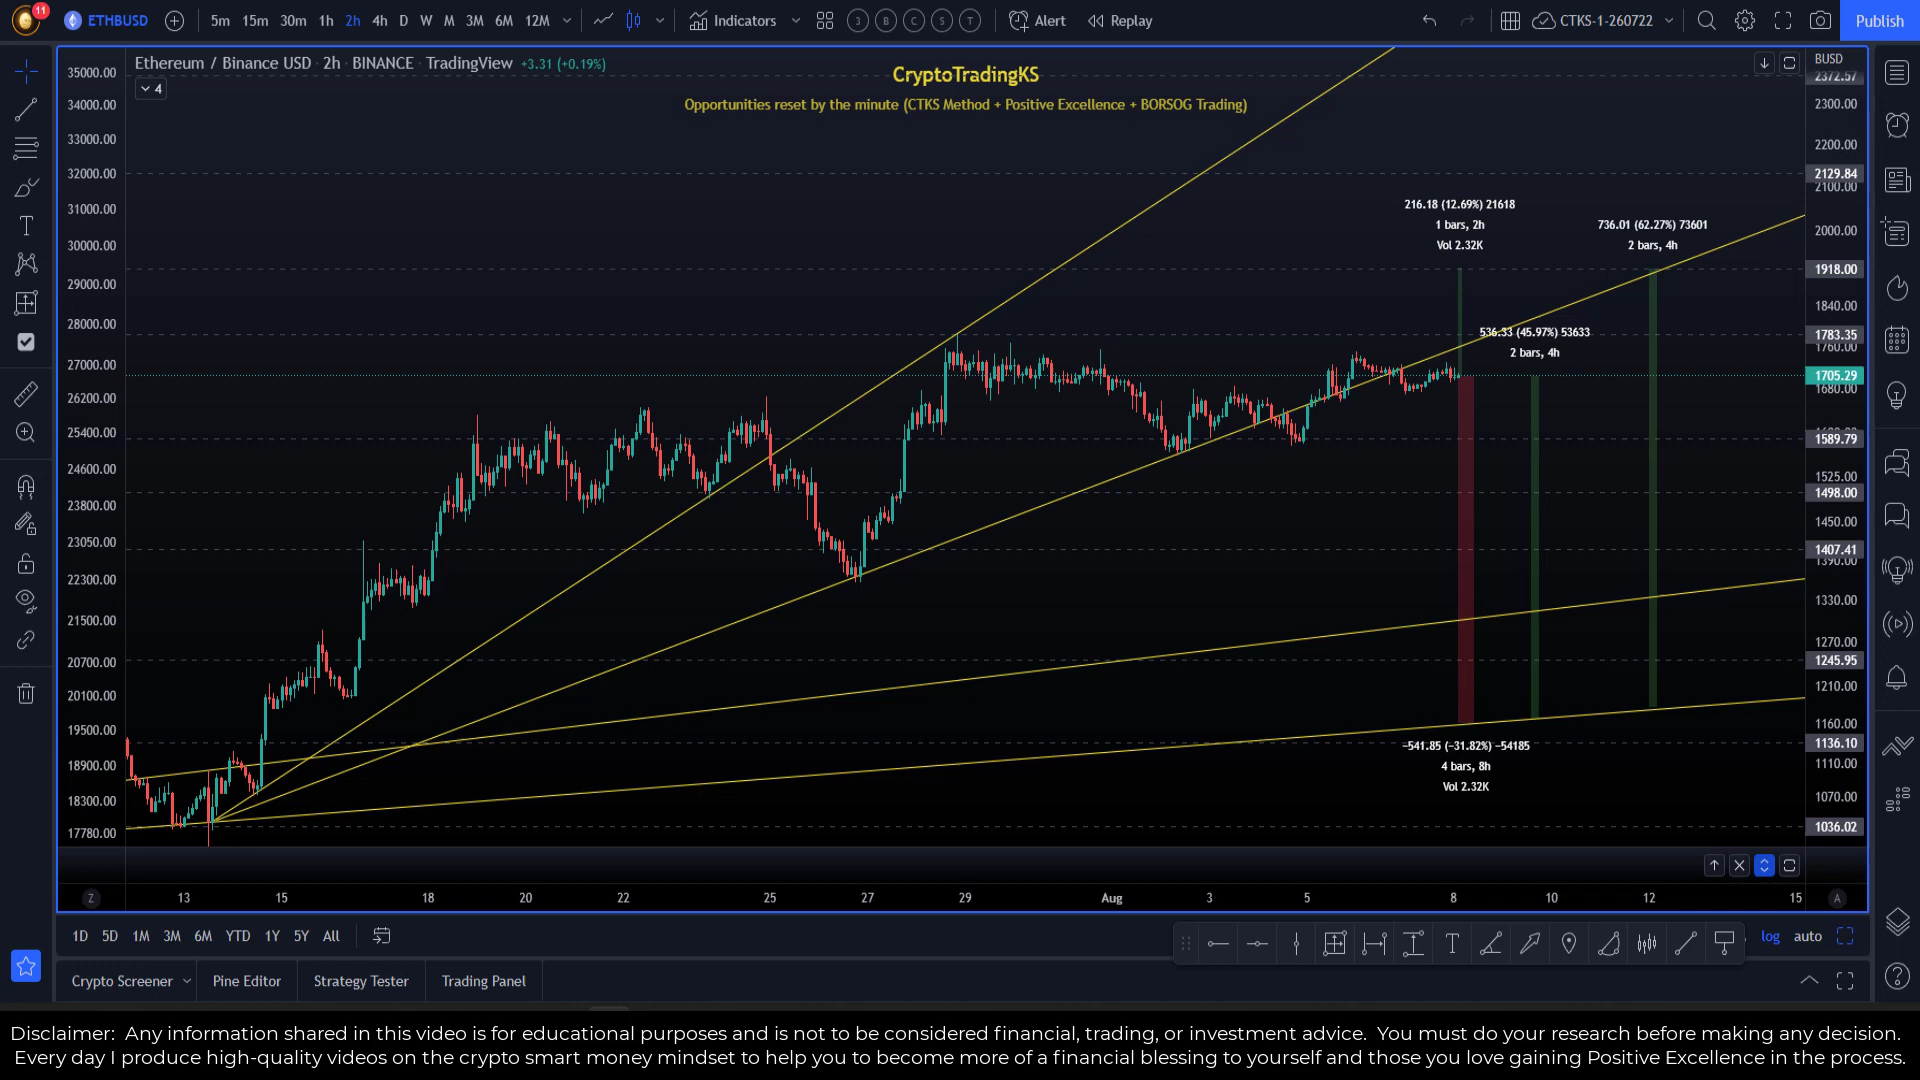 11
ETHBUSD
5m 15m 30m 1h 2h 4h D W M 3M 6M 12M
Indicators
3 B C S T
Alert
Replay
CTKS-1-260722
Publish
Ethereum / Binance USD · 2h · BINANCE · TradingView +3.31 (+0.19%)
4
CryptoTradingKS
Opportunities reset by the minute (CTKS Method + Positive Excellence + BORSOG Trading)
35000.00
34000.00
33000.00
32000.00
31000.00
30000.00
29000.00
28000.00
27000.00
26200.00
25400.00
24600.00
23800.00
23050.00
22300.00
21500.00
20700.00
20100.00
19500.00
18900.00
18300.00
17780.00
216.18 (12.69%) 21618
1 bars, 2h
Vol 2.32K
736.01 (62.27%) 73601
2 bars, 4h
536.33 (45.97%) 53633
2 bars, 4h
−541.85 (−31.82%) −54185
4 bars, 8h
Vol 2.32K
BUSD
2372.57
2300.00
2200.00
2129.84
2100.00
2000.00
1918.00
1840.00
1783.35
1760.00
1705.29
1680.00
1589.79
1525.00
1498.00
1450.00
1407.41
1390.00
1330.00
1270.00
1245.95
1210.00
1160.00
1136.10
1110.00
1070.00
1036.02
Z 13 15 18 20 22 25 27 29 Aug 3 5 8 10 12 15 A
1D 5D 1M 3M 6M YTD 1Y 5Y All
log auto
Crypto Screener Pine Editor Strategy Tester Trading Panel
Disclaimer: Any information shared in this video is for educational purposes and is not to be considered financial, trading, or investment advice. You must do your research before making any decision.
Every day I produce high-quality videos on the crypto smart money mindset to help you to become more of a financial blessing to yourself and those you love gaining Positive Excellence in the process.